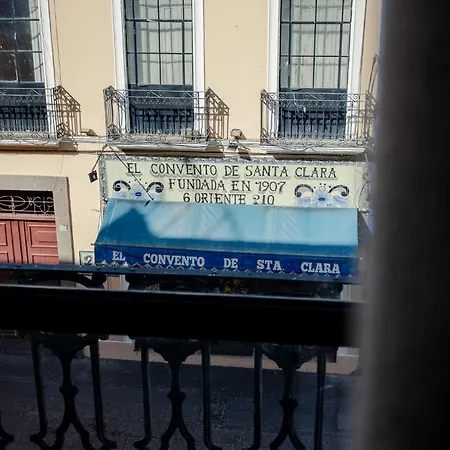 EL CONVENTO DE SANTA CLARA
FUNDADA EN 1907
6 ORIENTE 210
EL CONVENTO DE STA. CLARA